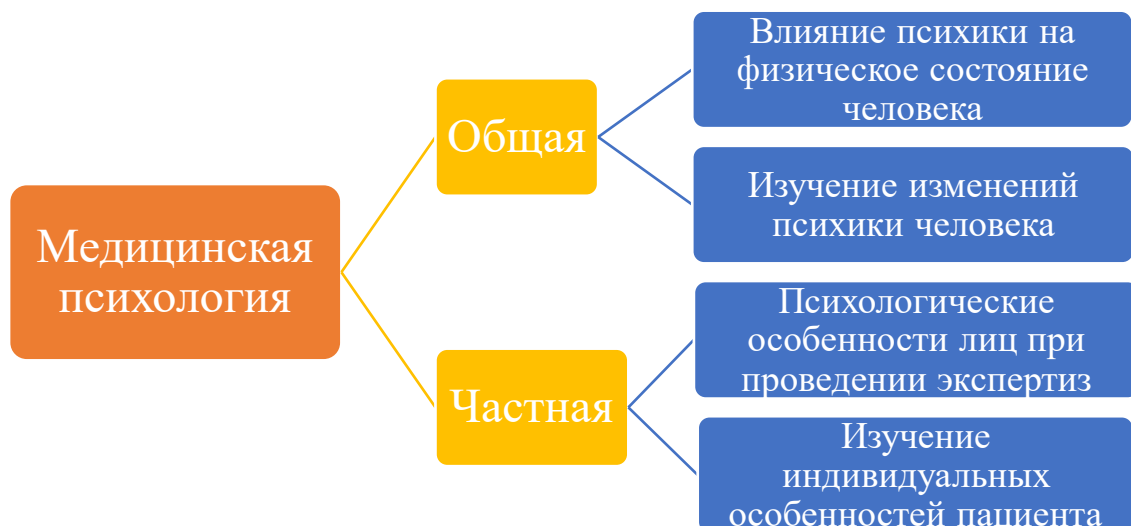 Медицинская
психология
Общая
Влияние психики на
физическое состояние
человека
Изучение изменений
психики человека
Частная
Психологические
особенности лиц при
проведении экспертиз
Изучение
индивидуальных
особенностей пациента